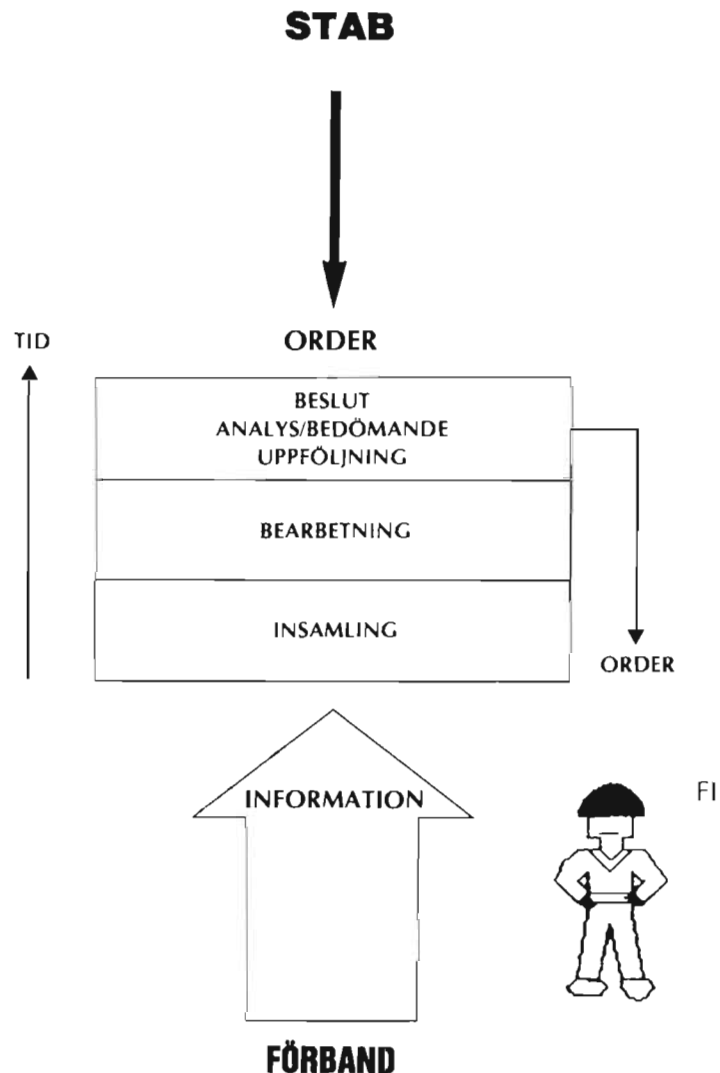 STAB
TID
ORDER
BESLUT
ANALYS/BEDÖMANDE
UPPFÖLJNING
BEARBETNING
INSAMLING
ORDER
INFORMATION
FI
FÖRBAND